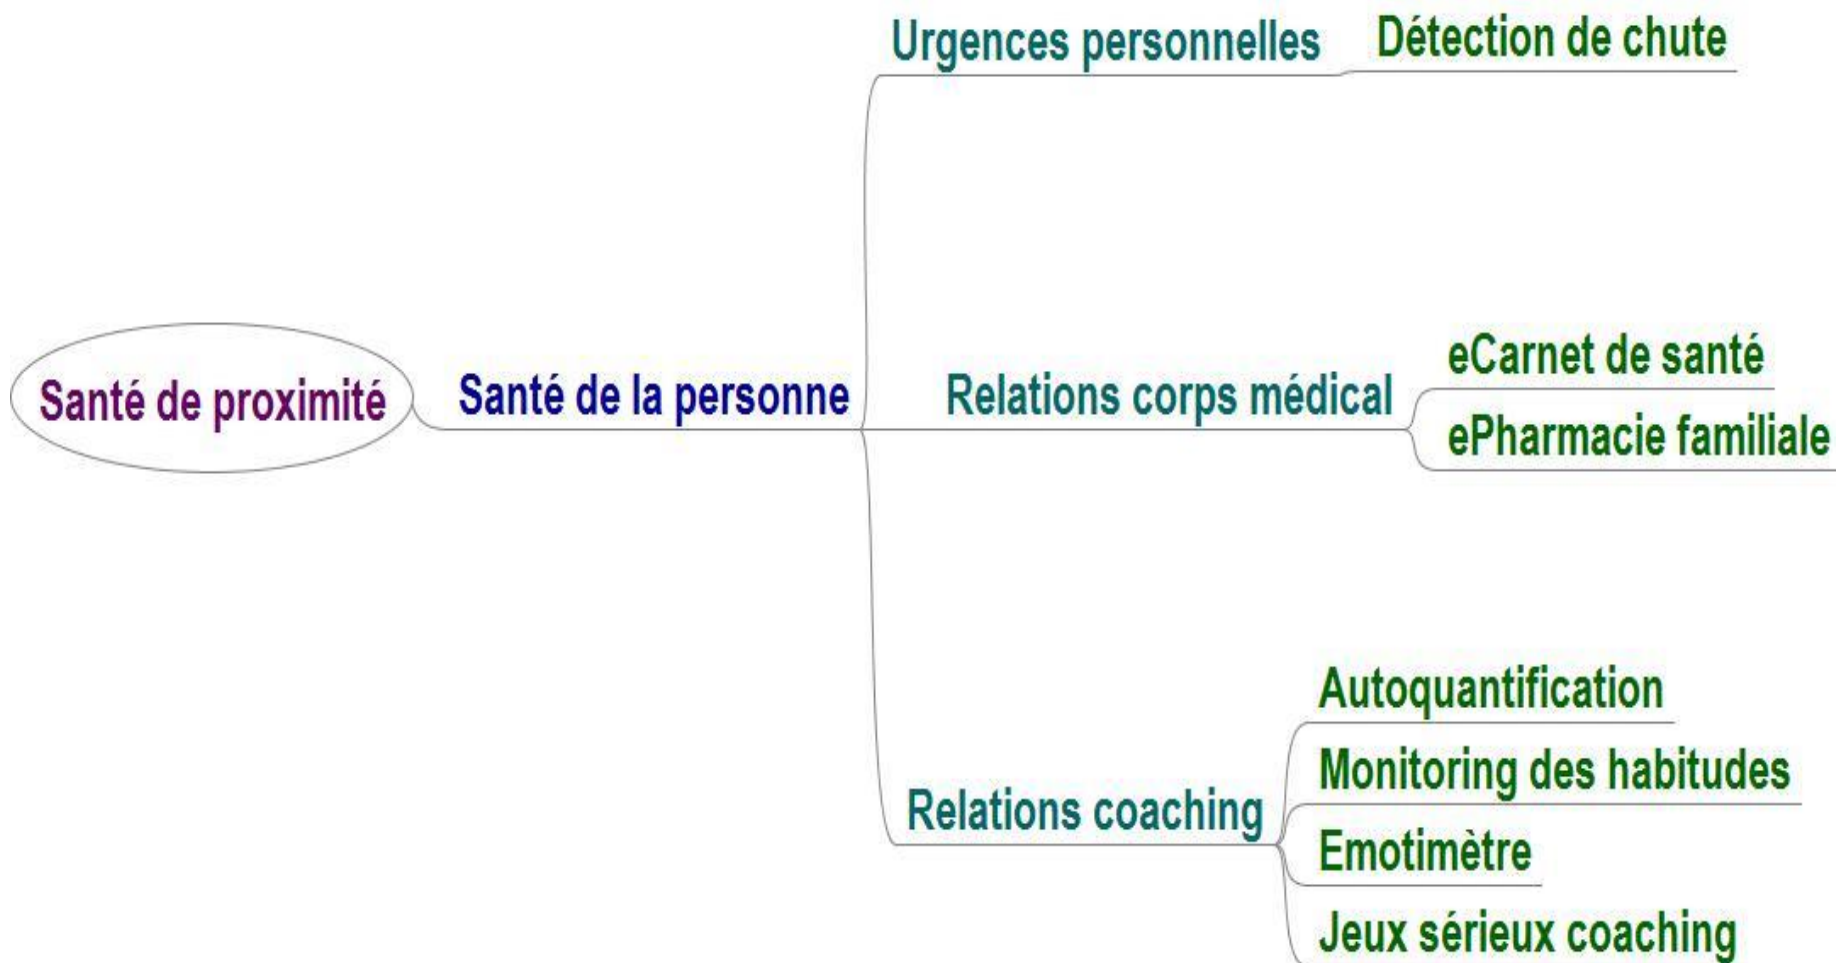 Urgences personnelles
Détection de chute
Santé de proximité
Santé de la personne
Relations corps médical
eCarnet de santé
ePharmacie familiale
Relations coaching
Autoquantification
Monitoring des habitudes
Emotimètre
Jeux sérieux coaching